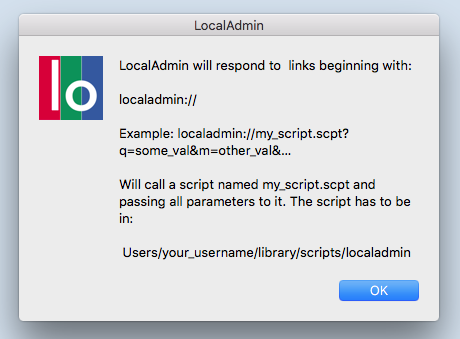 LocalAdmin
lo
LocalAdmin will respond to  links beginning with:
localadmin://
Example: localadmin://my_script.scpt?
q=some_val&m=other_val&...
Will call a script named my_script.scpt and
passing all parameters to it. The script has to be
in:
Users/your_username/library/scripts/localadmin
OK